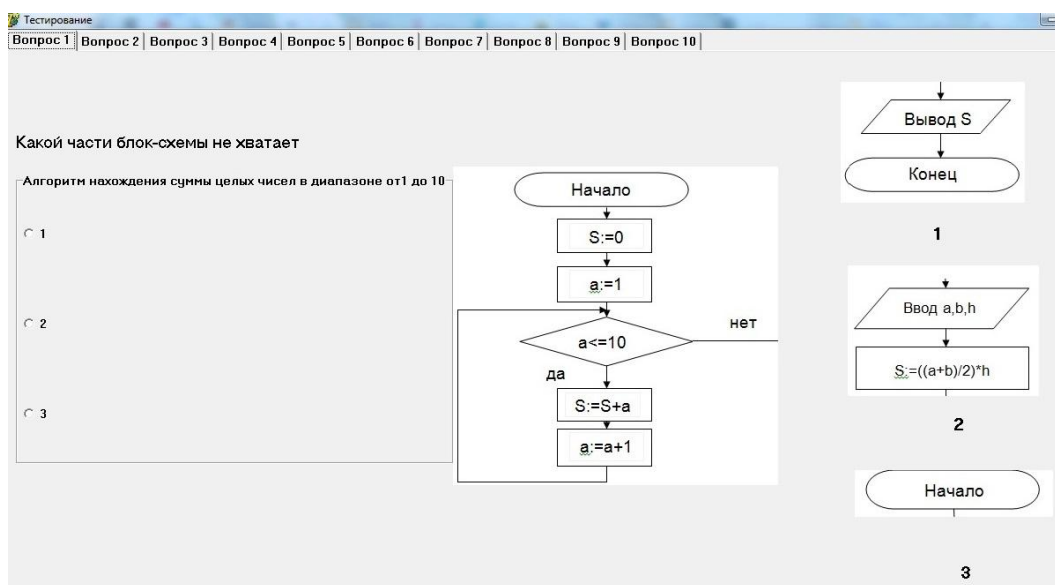 Тестирование
Вопрос 1 Вопрос 2 Вопрос 3 Вопрос 4 Вопрос 5 Вопрос 6 Вопрос 7 Вопрос 8 Вопрос 9 Вопрос 10
Какой части блок-схемы не хватает
Алгоритм нахождения суммы целых чисел в диапазоне от1 до 10
1
2
3
Начало
S:=0
a:=1
a<=10
нет
да
S:=S+a
a:=a+1
Вывод S
Конец
1
Ввод a,b,h
S:=((a+b)/2)*h
2
Начало
3